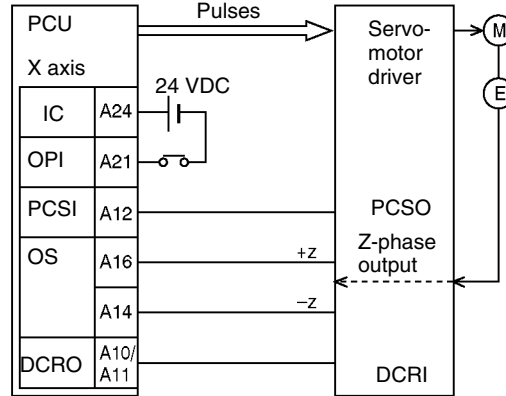 PCU
Pulses
Servo-
motor
driver
M
X axis
24 VDC
IC
A24
E
OPI
A21
PCSI
A12
PCSO
OS
A16
+z
Z-phase
output
A14
–z
DCRO
A10/
A11
DCRI